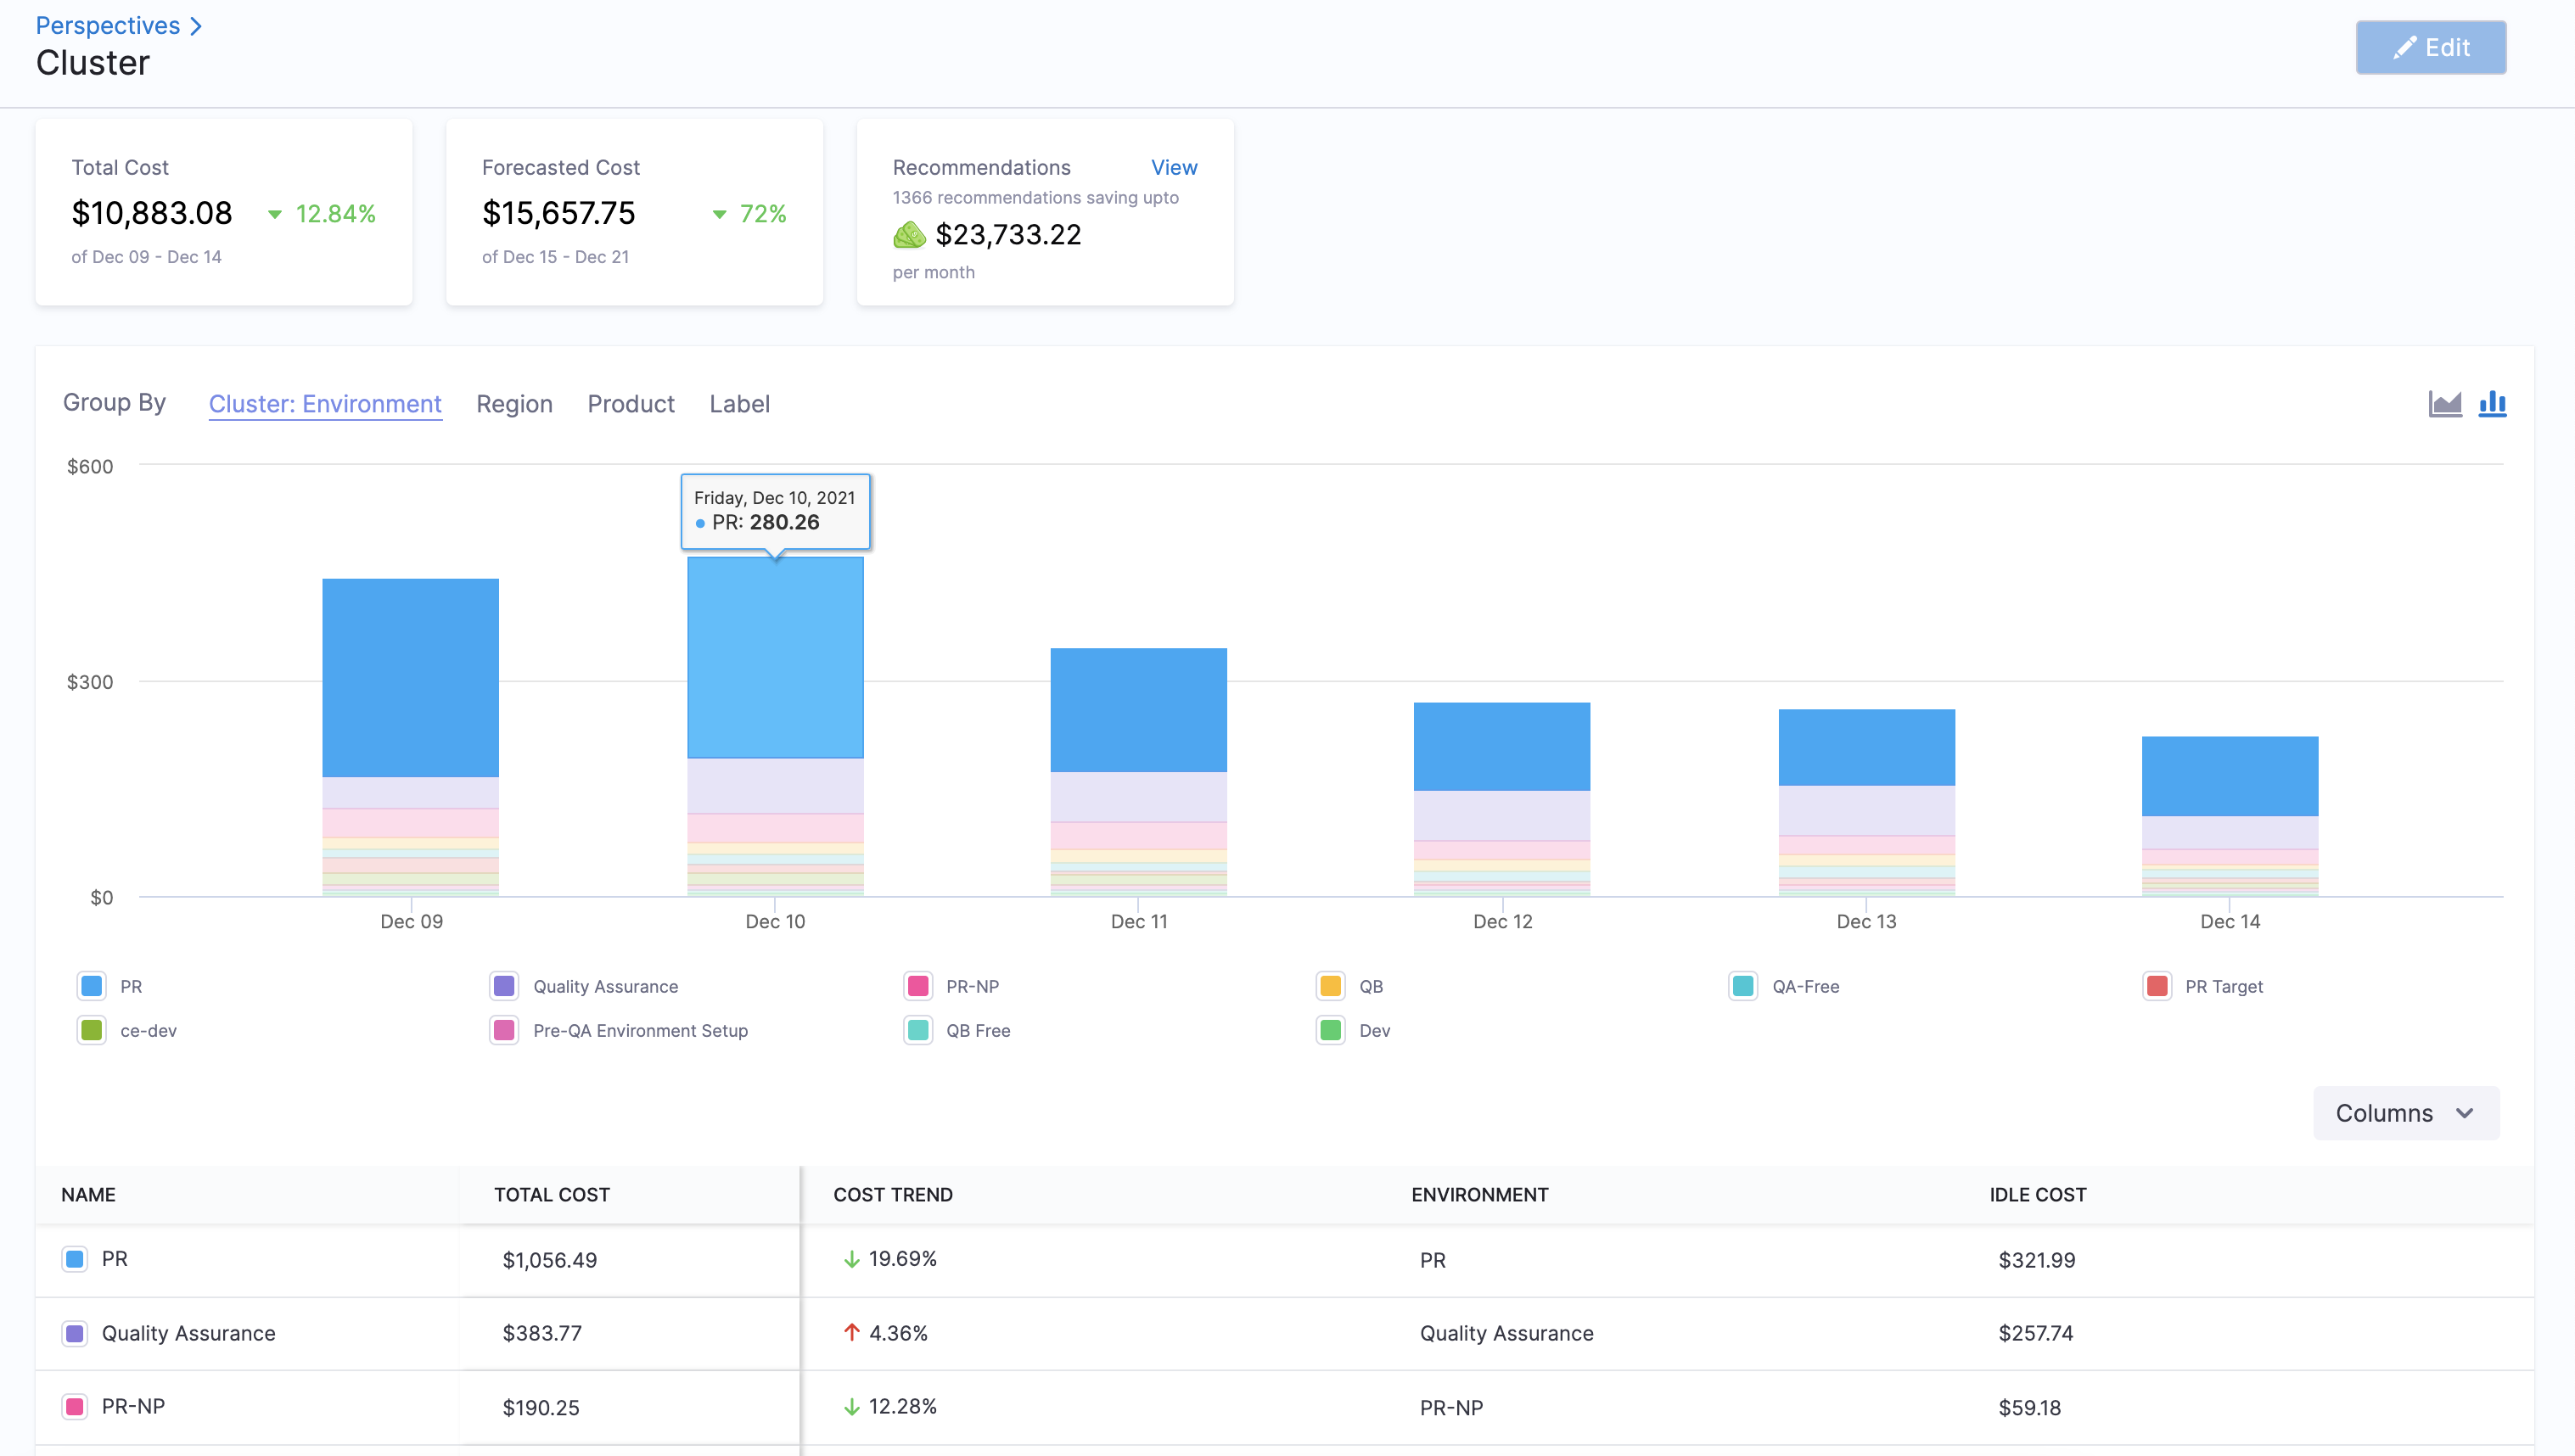 Perspectives
Cluster
Edit
Total Cost
$10,883.08 12.84%
of Dec 09 - Dec 14
Forecasted Cost
$15,657.75 72%
of Dec 15 - Dec 21
Recommendations View
1366 recommendations saving upto
$23,733.22
per month
Group By Cluster: Environment Region Product Label
$600
Friday, Dec 10, 2021
PR: 280.26
$300
$0
Dec 09 Dec 10 Dec 11 Dec 12 Dec 13 Dec 14
PR Quality Assurance PR-NP QB QA-Free PR Target
ce-dev Pre-QA Environment Setup QB Free Dev
Columns
NAME TOTAL COST COST TREND ENVIRONMENT IDLE COST
PR $1,056.49 19.69% PR $321.99
Quality Assurance $383.77 4.36% Quality Assurance $257.74
PR-NP $190.25 12.28% PR-NP $59.18